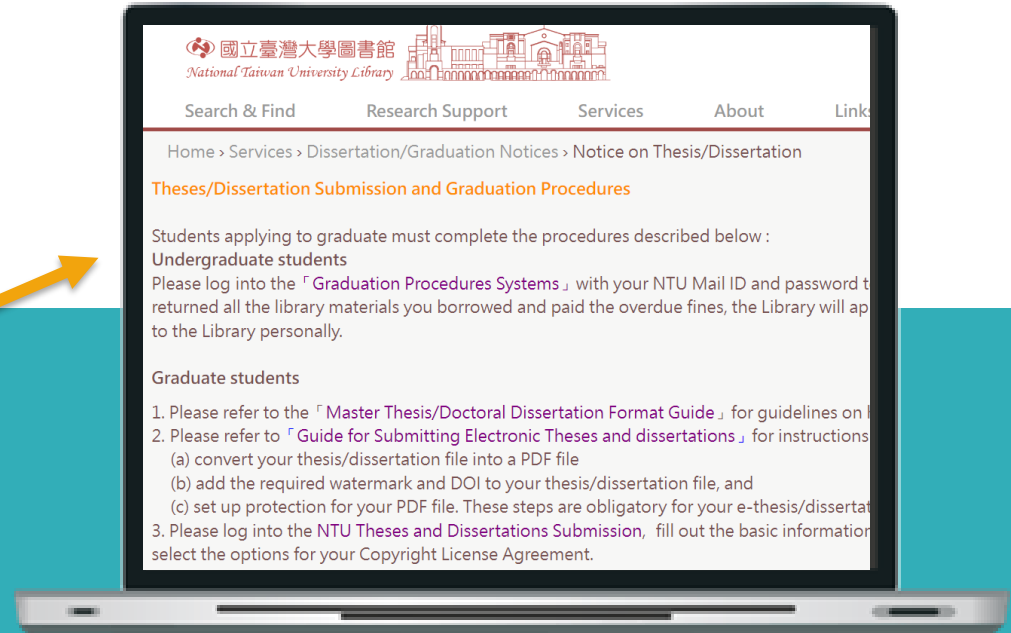 國立臺灣大學圖書館
National Taiwan University Library
Search & Find Research Support Services About Links
Home › Services › Dissertation/Graduation Notices › Notice on Thesis/Dissertation
Theses/Dissertation Submission and Graduation Procedures
Students applying to graduate must complete the procedures described below :
Undergraduate students
Please log into the「Graduation Procedures Systems」with your NTU Mail ID and password t
returned all the library materials you borrowed and paid the overdue fines, the Library will ap
to the Library personally.
Graduate students
1. Please refer to the「Master Thesis/Doctoral Dissertation Format Guide」for guidelines on
2. Please refer to「Guide for Submitting Electronic Theses and dissertations」for instructions
(a) convert your thesis/dissertation file into a PDF file
(b) add the required watermark and DOI to your thesis/dissertation file, and
(c) set up protection for your PDF file. These steps are obligatory for your e-thesis/dissertat
3. Please log into the NTU Theses and Dissertations Submission, fill out the basic information
select the options for your Copyright License Agreement.